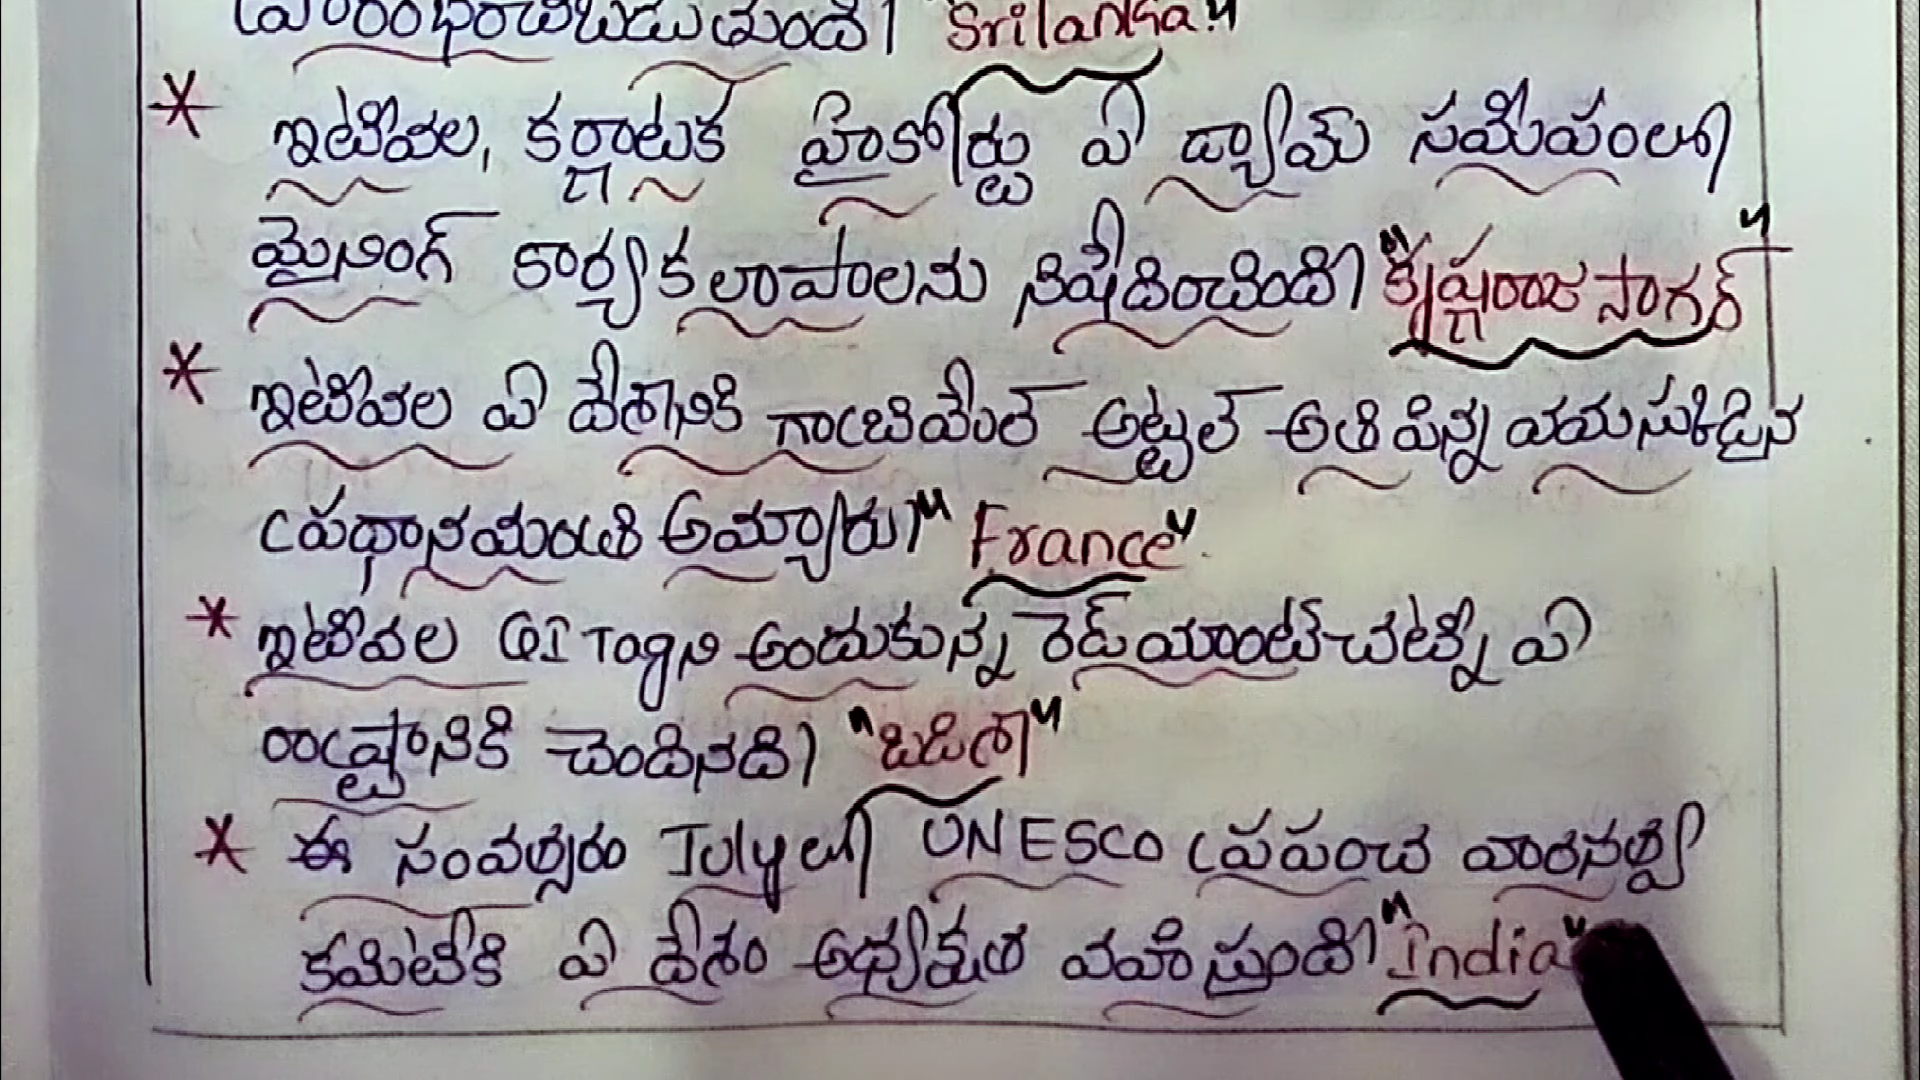 ప్రారంభించబడుతుంది। "Srilanka"
* ఇటీవల, కర్ణాటక హైకోర్టు ఏ డ్యామ్ సమీపంలో
మైనింగ్ కార్యకలాపాలను నిషేదించింది। "కృష్ణరాజ సాగర్"
* ఇటీవల ఏ దేశానికి గాబ్రియేల్ అట్టల్ అతి పిన్న వయస్కుడైన
ప్రధానమంత్రి అయ్యారు। "France"
* ఇటీవల GI Tagని అందుకున్న రెడ్ యాంట్ చట్నీ ఏ
రాష్ట్రానికి చెందినది। "ఒడిశా"
* ఈ సంవత్సరం Julyలో UNESCO ప్రపంచ వారసత్వ
కమిటీకి ఏ దేశం అధ్యక్షత వహిస్తుంది। "India"